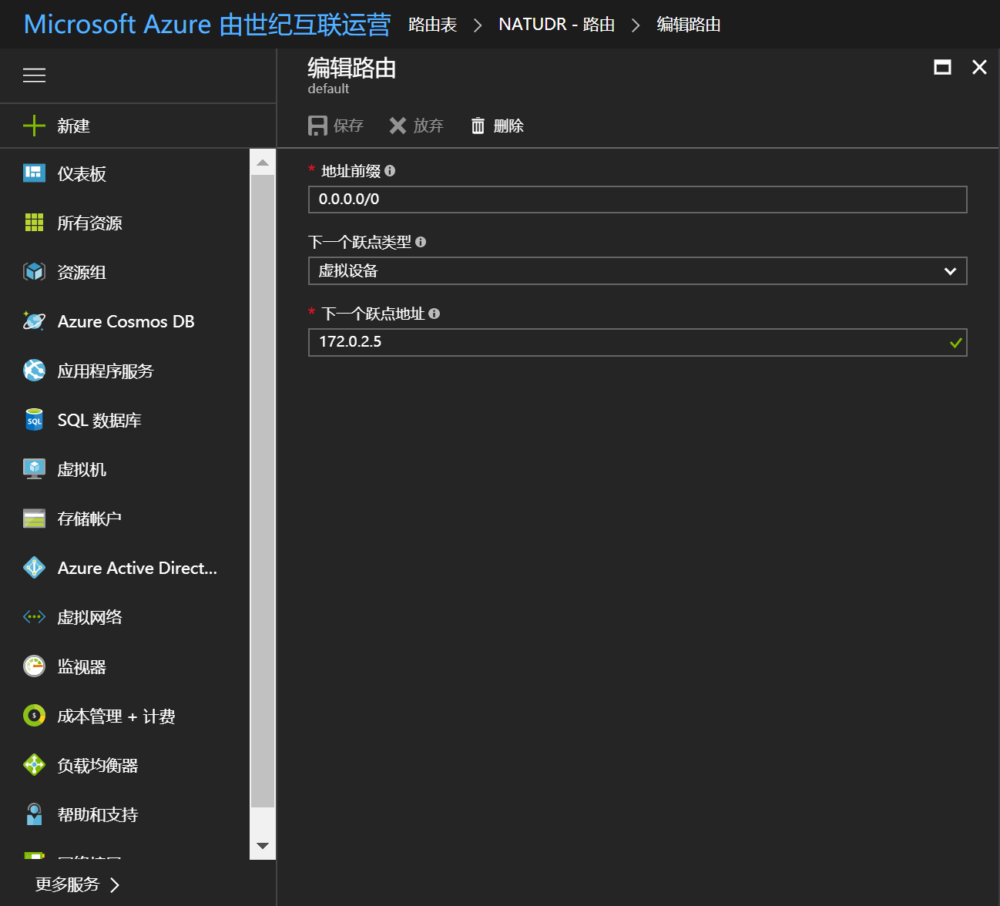 Microsoft Azure 由世纪互联运营 路由表 > NATUDR - 路由 > 编辑路由
编辑路由
default
保存 放弃 删除
新建
仪表板
所有资源
资源组
Azure Cosmos DB
应用程序服务
SQL 数据库
虚拟机
存储帐户
Azure Active Direct...
虚拟网络
监视器
成本管理 + 计费
负载均衡器
帮助和支持
更多服务 >
* 地址前缀
0.0.0.0/0
下一个跃点类型
虚拟设备
* 下一个跃点地址
172.0.2.5